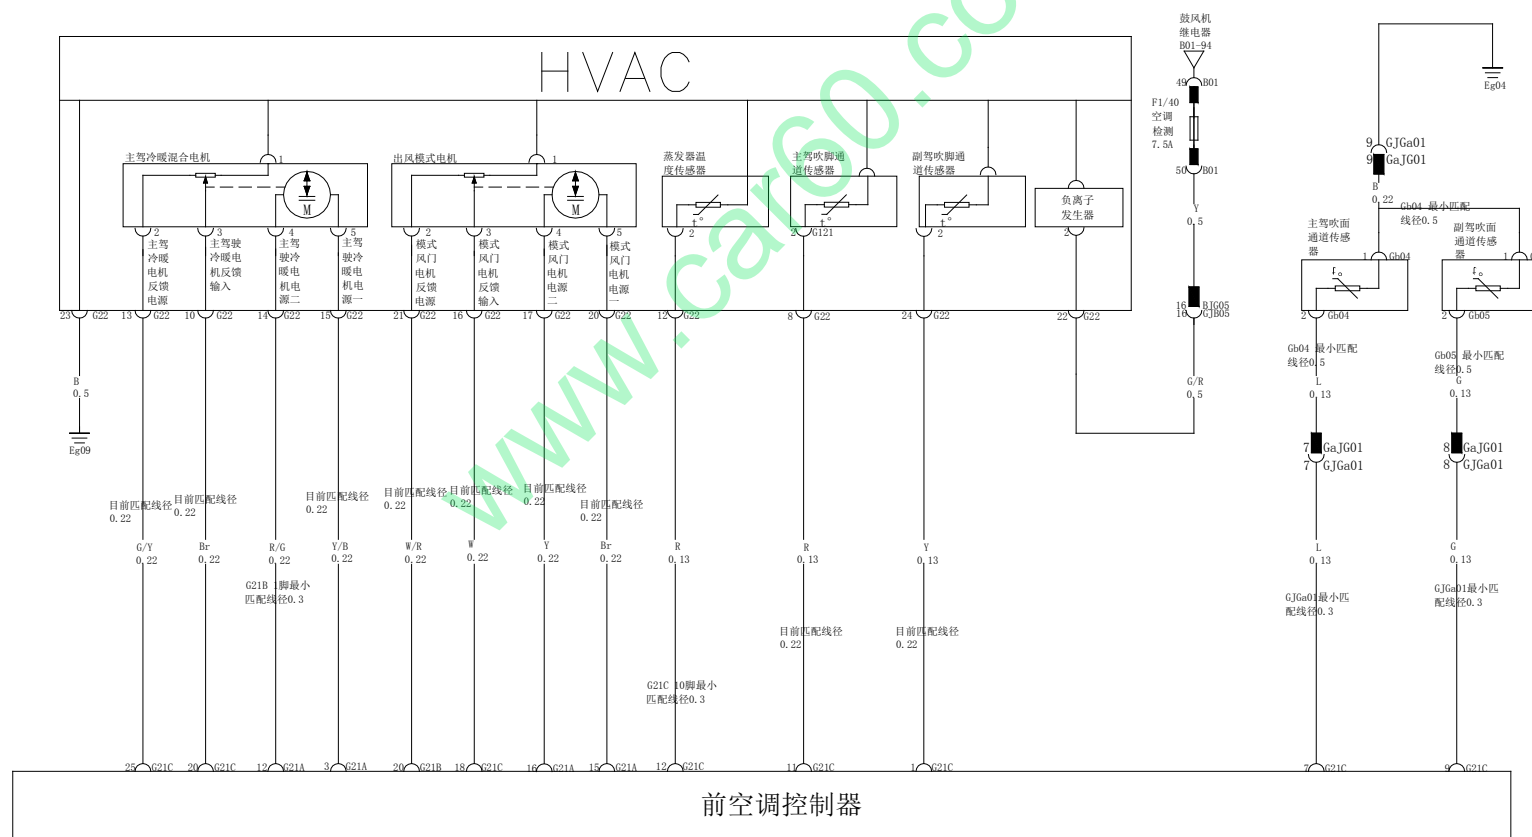 HVAC
鼓风机
继电器
B01-94
49 B01
F1/40
空调
检测
7.5A
50 B01
Y
0.5
16 BJG05
16 GJB05
G/R
0.5
Eg04
9 GJGa01
9 GaJG01
B
0.22
Gb04 最小匹配
线径0.5
主驾冷暖混合电机
1
M
2
3
4
5
主驾
冷暖
电机
反馈
电源
主驾驶
冷暖电
机反馈
输入
主驾
驶冷
暖电
机电
源二
主驾
驶冷
暖电
机电
源一
出风模式电机
1
M
2
3
4
5
模式
风门
电机
反馈
电源
模式
风门
电机
反馈
输入
模式
风门
电机
电源
二
模式
风门
电机
电源
一
蒸发器温
度传感器
t°
2
主驾吹脚通
道传感器
t°
2 G121
副驾吹脚通
道传感器
t°
2
负离子
发生器
2
主驾吹面
通道传感
器
1 Gb04
t°
2 Gb04
副驾吹面
通道传感
器
1
t°
2 Gb05
23 G22
13 G22
10 G22
14 G22
15 G22
21 G22
16 G22
17 G22
20 G22
12 G22
8 G22
24 G22
22 G22
B
0.5
Eg09
Gb04 最小匹配
线径0.5
L
0.13
7 GaJG01
7 GJGa01
Gb05 最小匹配
线径0.5
G
0.13
8 GaJG01
8 GJGa01
目前匹配线径
0.22
目前匹配线径
0.22
目前匹配线径
0.22
目前匹配线径
0.22
目前匹配线径
0.22
目前匹配线径
0.22
目前匹配线径
0.22
G/Y
0.22
Br
0.22
R/G
0.22
Y/B
0.22
W/R
0.22
W
0.22
Y
0.22
Br
0.22
R
0.13
R
0.13
Y
0.13
L
0.13
G
0.13
G21B 1脚最小
匹配线径0.3
GJGa01最小匹
配线径0.3
GJGa01最小匹
配线径0.3
目前匹配线径
0.22
目前匹配线径
0.22
G21C 10脚最小
匹配线径0.3
25 G21C
20 G21C
12 G21A
3 G21A
20 G21B
18 G21C
16 G21A
15 G21A
12 G21C
11 G21C
1 G21C
7 G21C
9 G21C
前空调控制器
www.car60.co